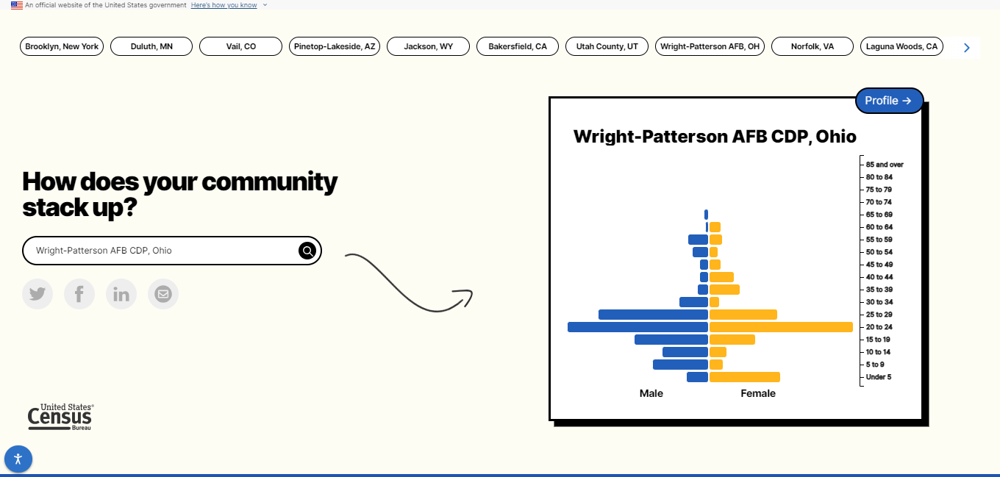 An official website of the United States government Here's how you know
Brooklyn, New York Duluth, MN Vail, CO Pinetop-Lakeside, AZ Jackson, WY Bakersfield, CA Utah County, UT Wright-Patterson AFB, OH Norfolk, VA Laguna Woods, CA
Profile →
Wright-Patterson AFB CDP, Ohio
85 and over
80 to 84
75 to 79
70 to 74
65 to 69
60 to 64
55 to 59
50 to 54
45 to 49
40 to 44
35 to 39
30 to 34
25 to 29
20 to 24
15 to 19
10 to 14
5 to 9
Under 5
Male Female
How does your community
stack up?
Wright-Patterson AFB CDP, Ohio
United States®
Census
Bureau